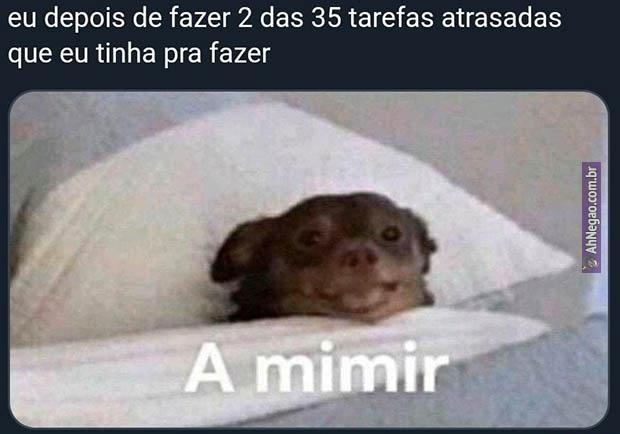 eu depois de fazer 2 das 35 tarefas atrasadas
que eu tinha pra fazer
AhNegao.com.br
A mimir